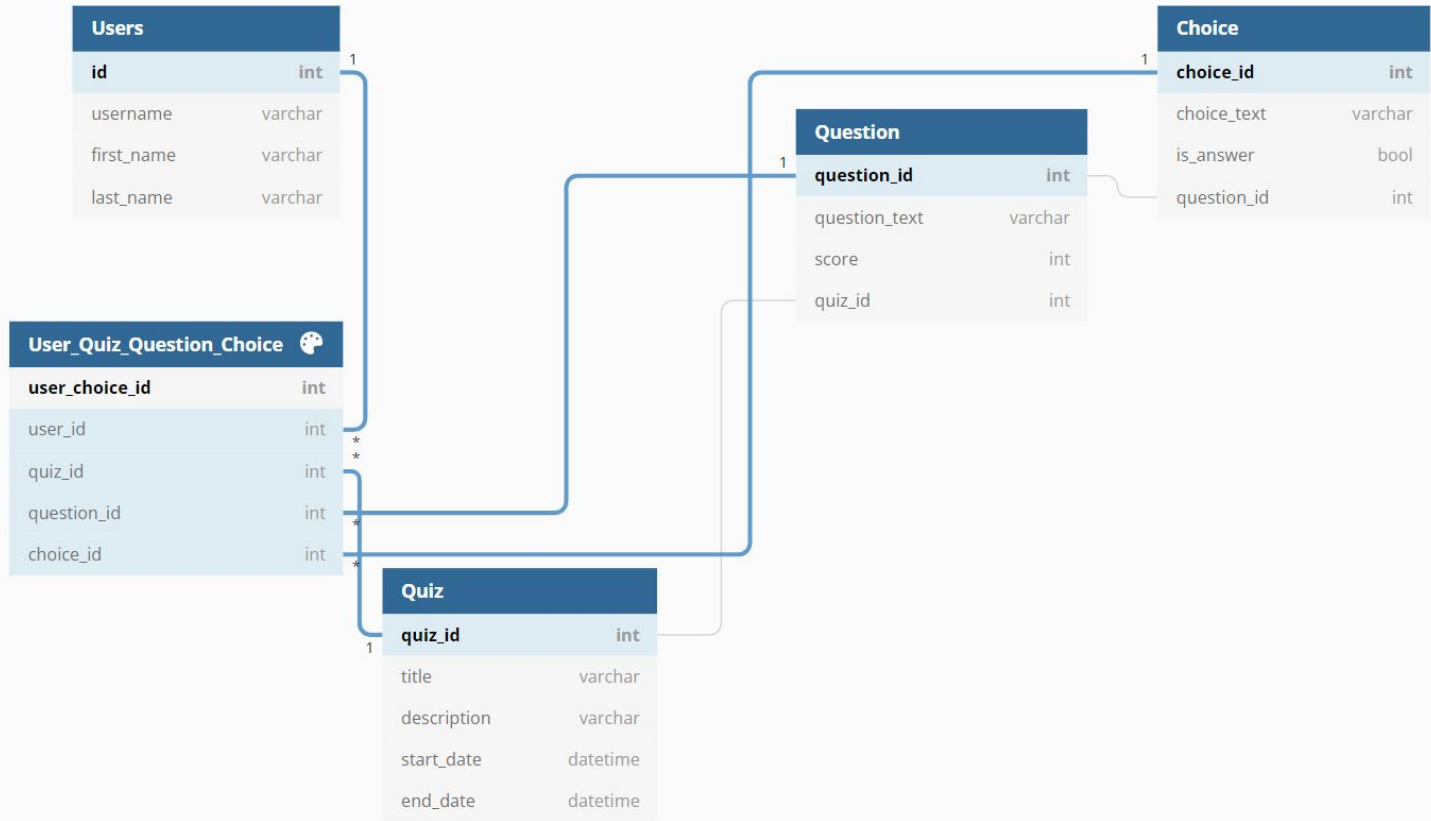 Users
id int
username varchar
first_name varchar
last_name varchar
1
Choice
choice_id int
choice_text varchar
is_answer bool
question_id int
1
Question
question_id int
question_text varchar
score int
quiz_id int
1
User_Quiz_Question_Choice
user_choice_id int
user_id int
quiz_id int
question_id int
choice_id int
*
*
*
*
Quiz
quiz_id int
title varchar
description varchar
start_date datetime
end_date datetime
1